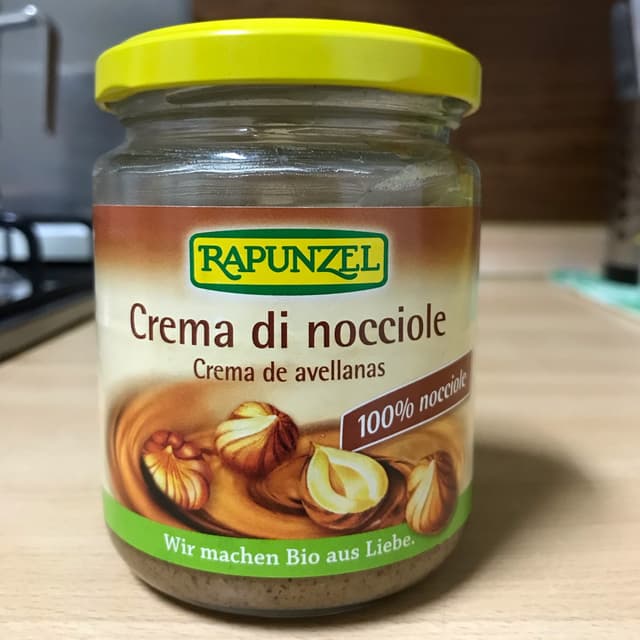 RAPUNZEL
Crema di nocciole
Crema de avellanas
100% nocciole
Wir machen Bio aus Liebe.